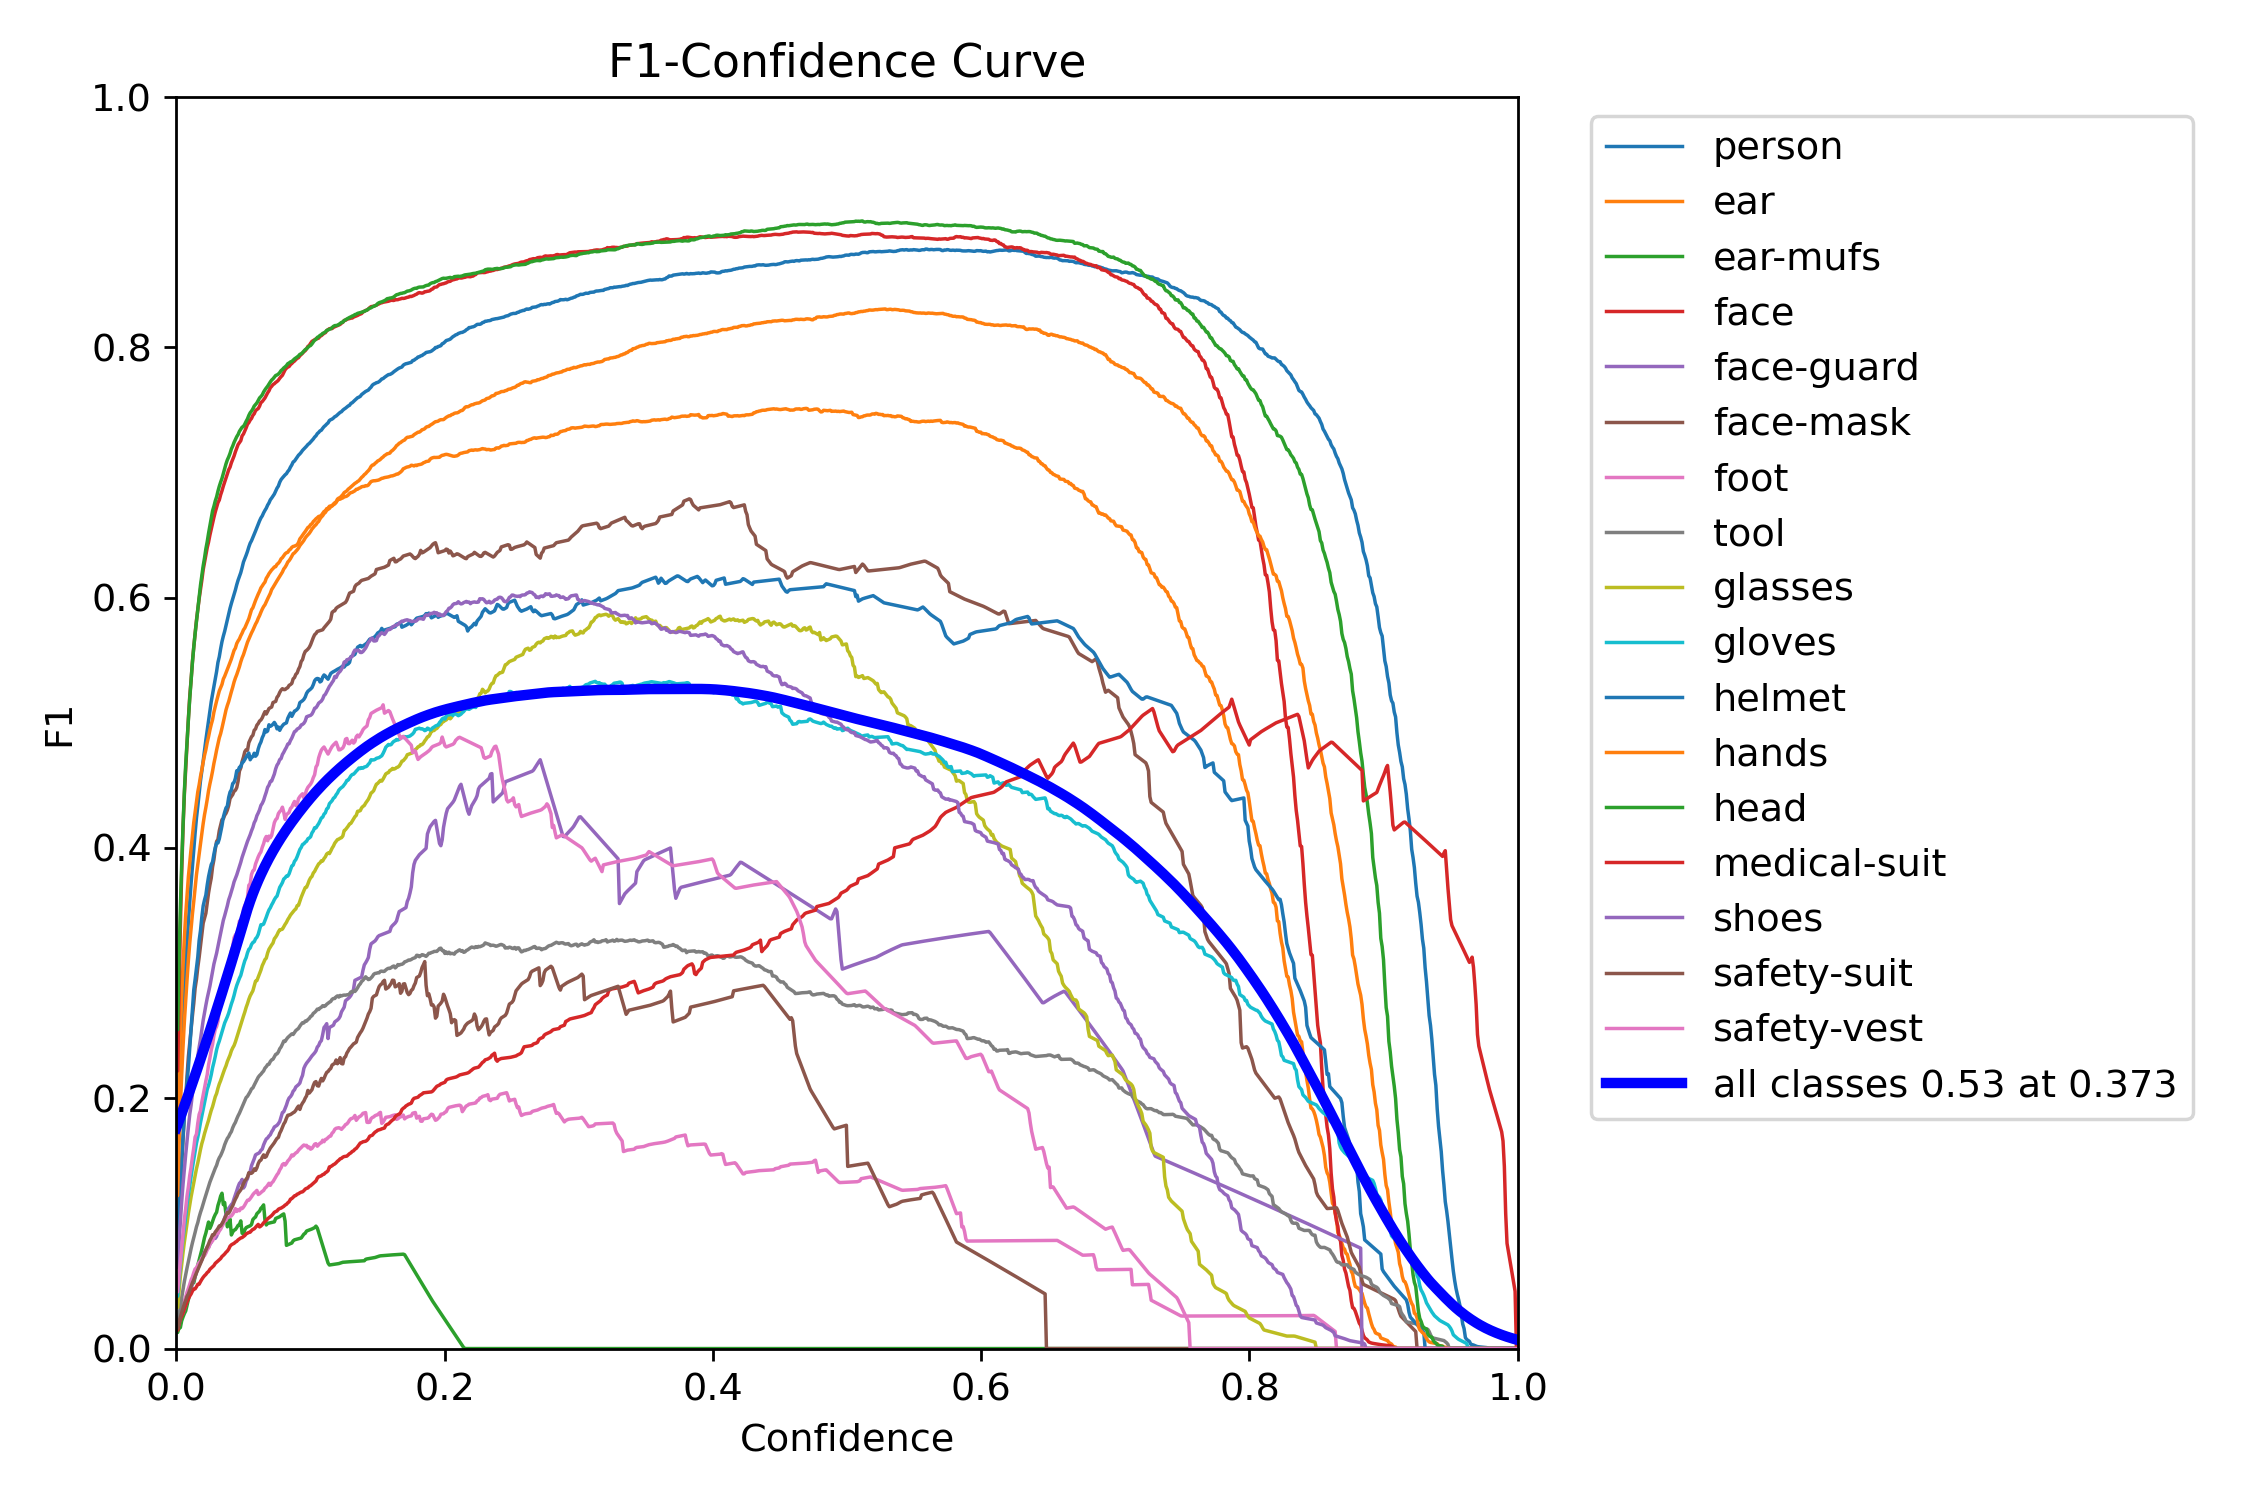 F1-Confidence Curve
1.0
0.8
0.6
0.4
0.2
0.0
F1
0.0 0.2 0.4 0.6 0.8 1.0
Confidence
person
ear
ear-mufs
face
face-guard
face-mask
foot
tool
glasses
gloves
helmet
hands
head
medical-suit
shoes
safety-suit
safety-vest
all classes 0.53 at 0.373